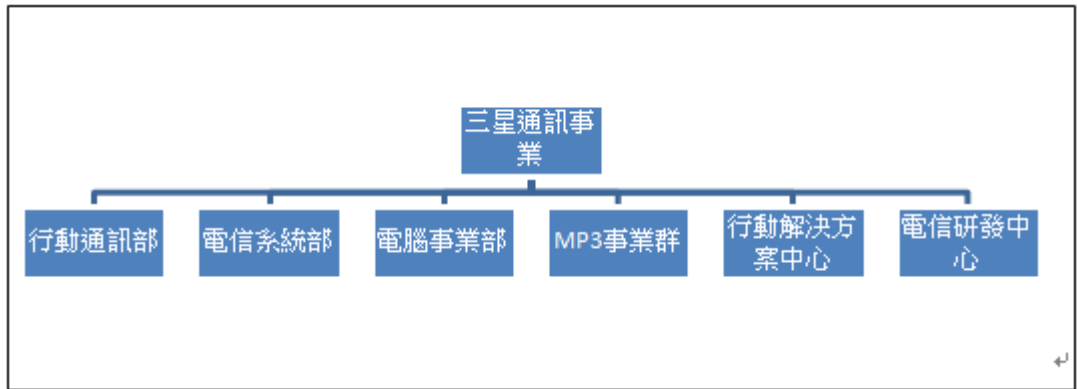 三星通訊事
業
行動通訊部
電信系統部
電腦事業部
MP3事業群
行動解決方
案中心
電信研發中
心